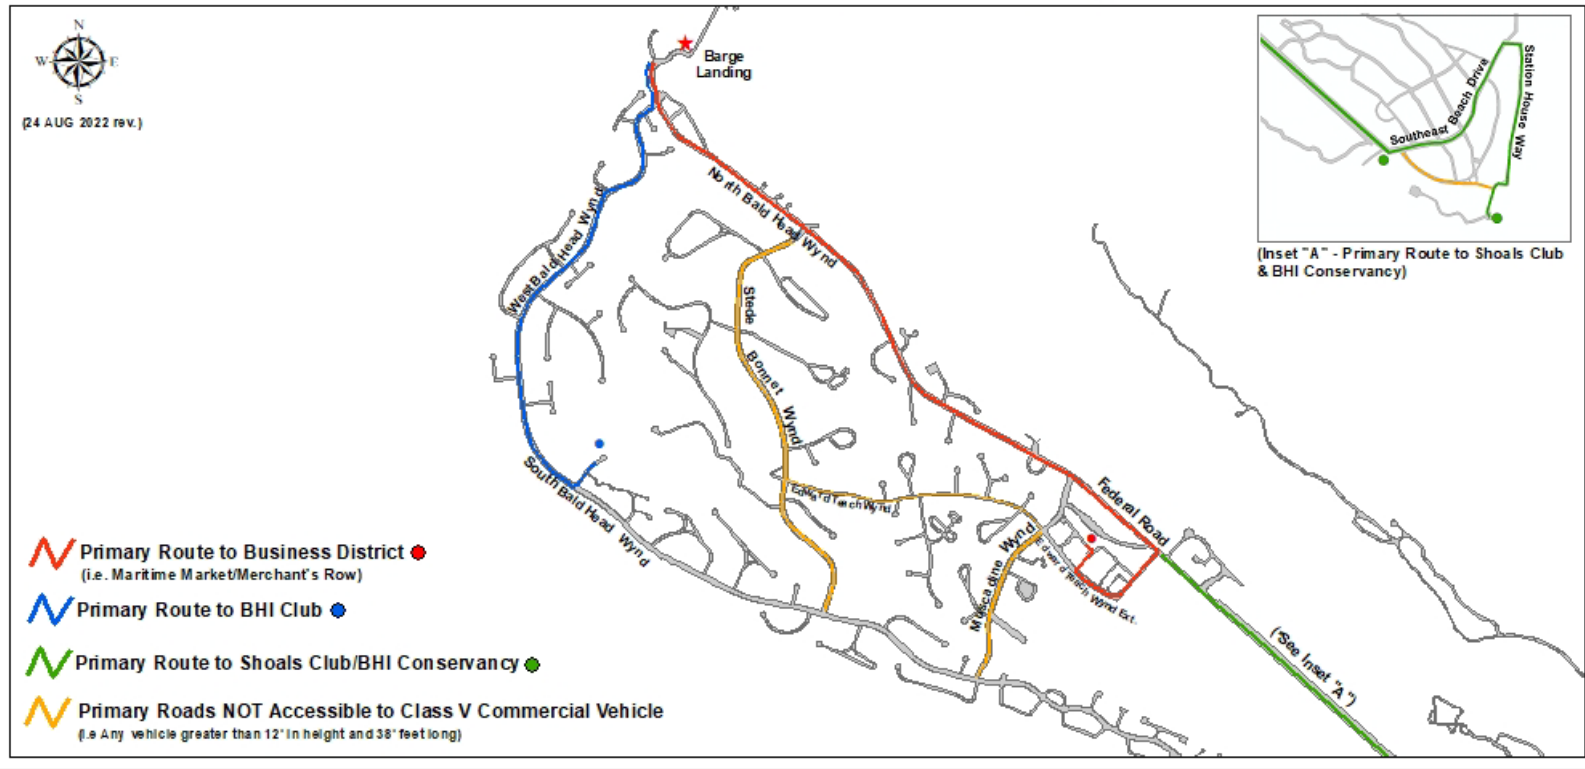 N
W E
S
(24 AUG 2022 rev.)
Barge
Landing
North Bald Head Wynd
West Bald Head Wynd
Stede Bonnet Wynd
South Bald Head Wynd
Edward Teach Wynd
Muscadine Wynd
Edward Teach Wynd Ext.
Federal Road
(*See Inset "A")
Southeast Beach Drive
Station House Way
(Inset "A" - Primary Route to Shoals Club
& BHI Conservancy)
Primary Route to Business District
(i.e. Maritime Market/Merchant's Row)
Primary Route to BHI Club
Primary Route to Shoals Club/BHI Conservancy
Primary Roads NOT Accessible to Class V Commercial Vehicle
(i.e Any vehicle greater than 12' in height and 38' feet long)